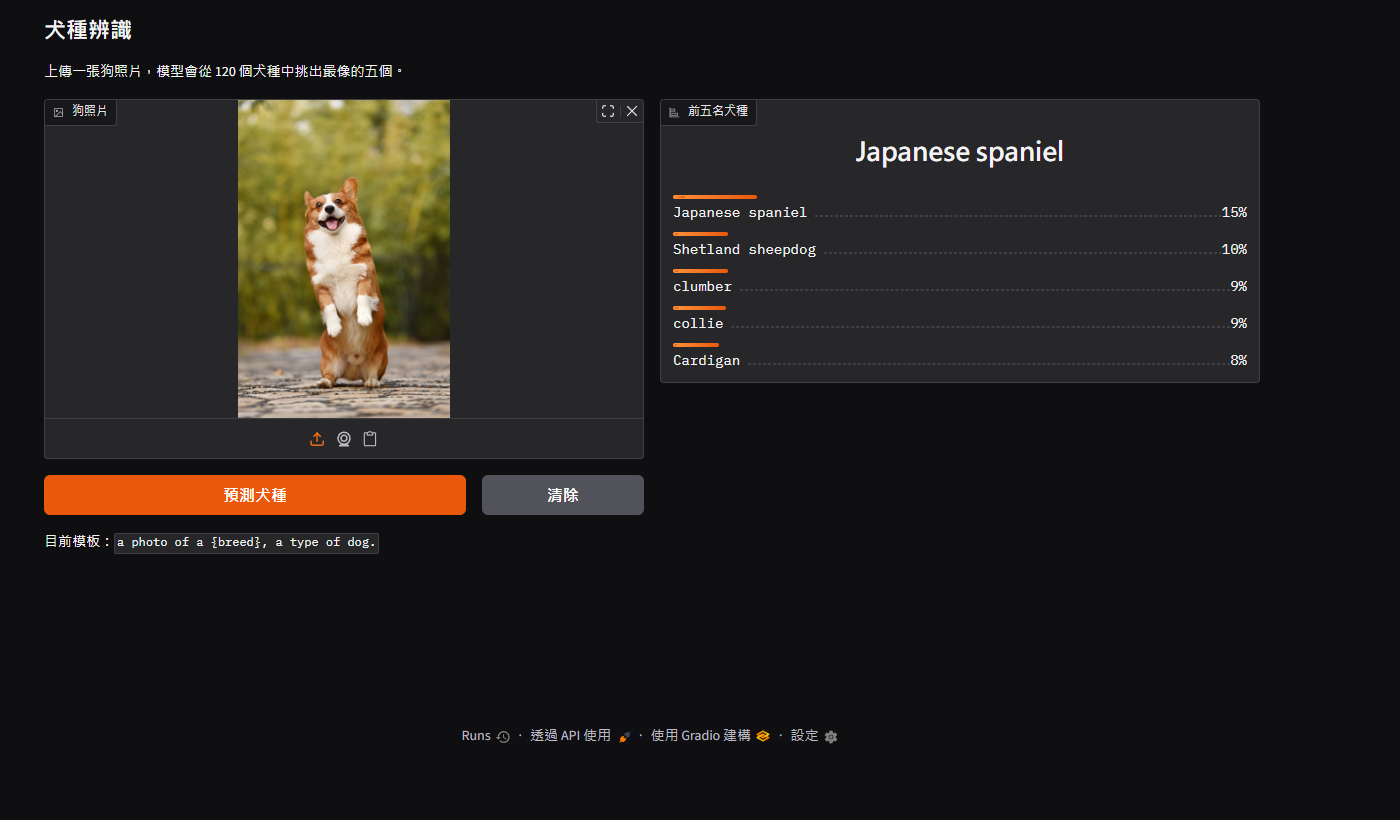 犬種辨識
上傳一張狗照片，模型會從 120 個犬種中挑出最像的五個。
狗照片
前五名犬種
Japanese spaniel
Japanese spaniel 15%
Shetland sheepdog 10%
clumber 9%
collie 9%
Cardigan 8%
預測犬種 清除
目前模板：a photo of a {breed}, a type of dog.
Runs · 透過 API 使用 · 使用 Gradio 建構 · 設定